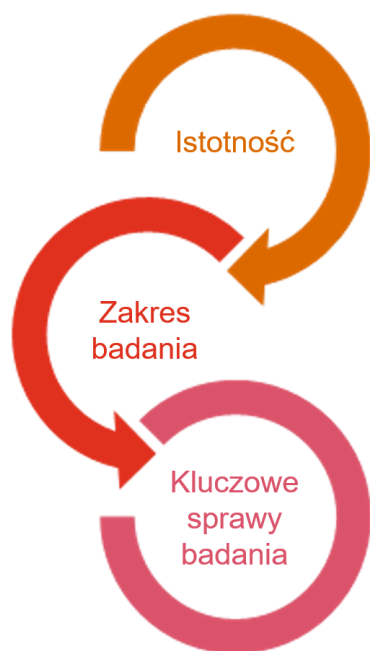 Istotność
Zakres
badania
Kluczowe
sprawy
badania